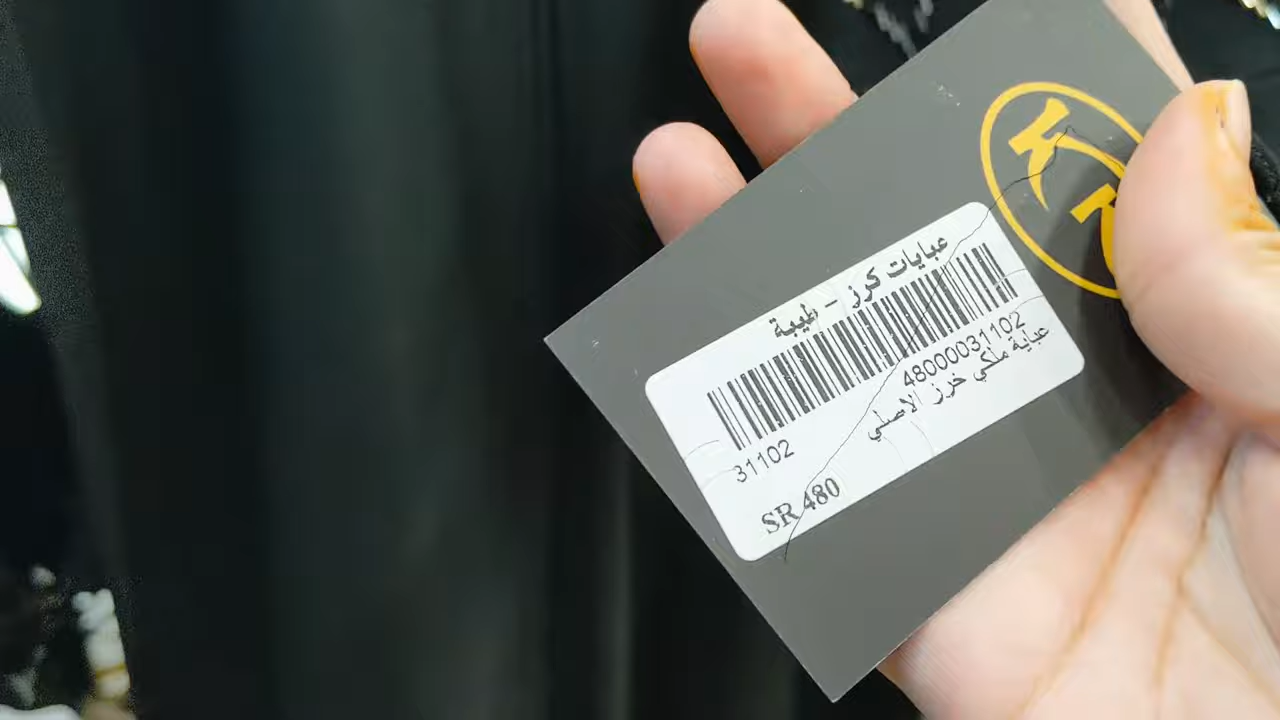 عبايات كرز - طيبة
48000031102
عباية ملكي خرز الاصلي
31102
SR 480